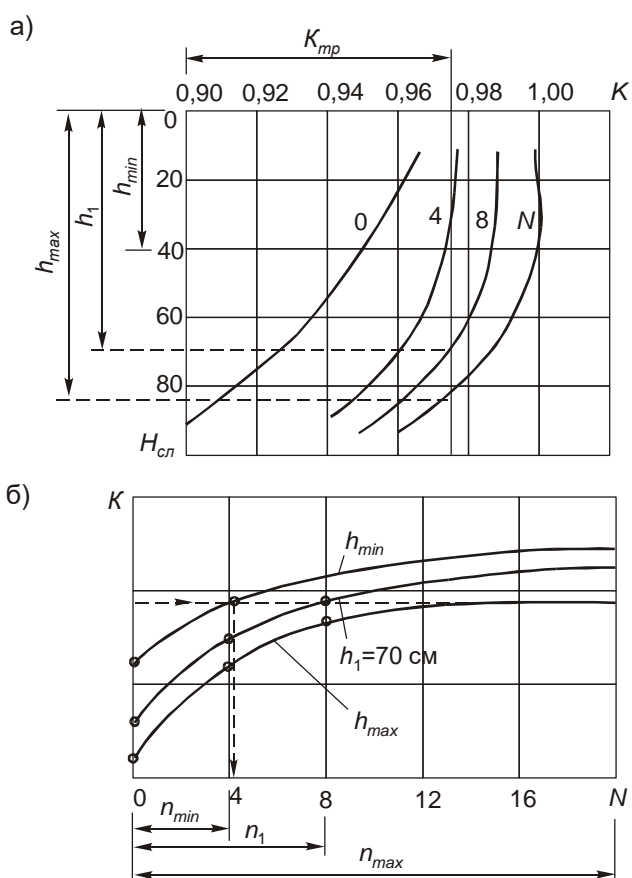 а)
Kтр
0,90 0,92 0,94 0,96 0,98 1,00 K
0
20
40
60
80
Hсл
hmax
h1
hmin
0 4 8 N
б)
K
hmin
h1=70 см
hmax
0 4 8 12 16 N
nmin
n1
nmax